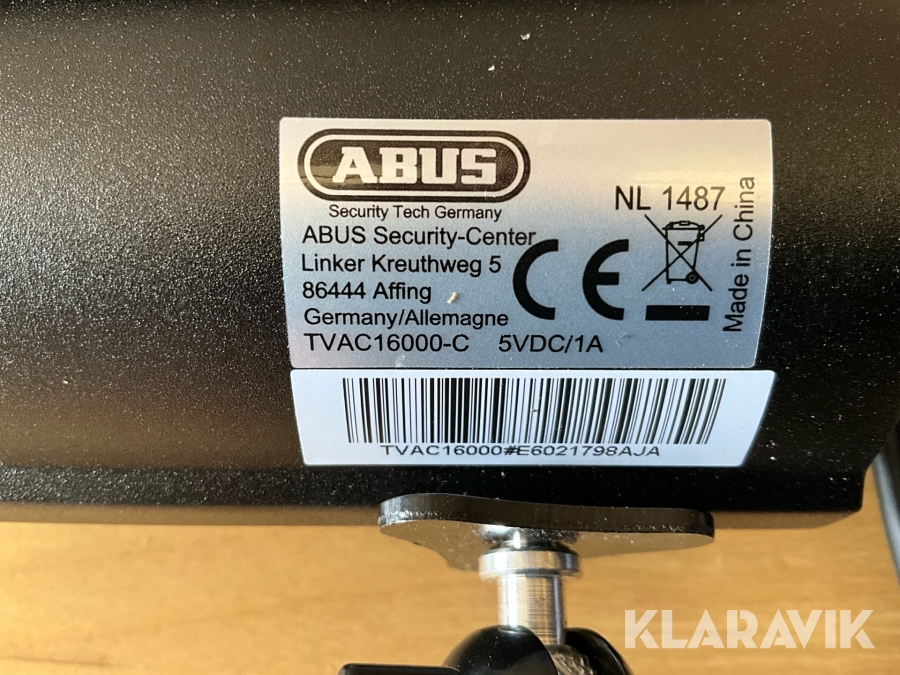 ABUS
Security Tech Germany
ABUS Security-Center
Linker Kreuthweg 5
86444 Affing
Germany/Allemagne
TVAC16000-C 5VDC/1A
NL 1487
CE
Made in China
TVAC16000#E6021798AJA
KLARAVIK